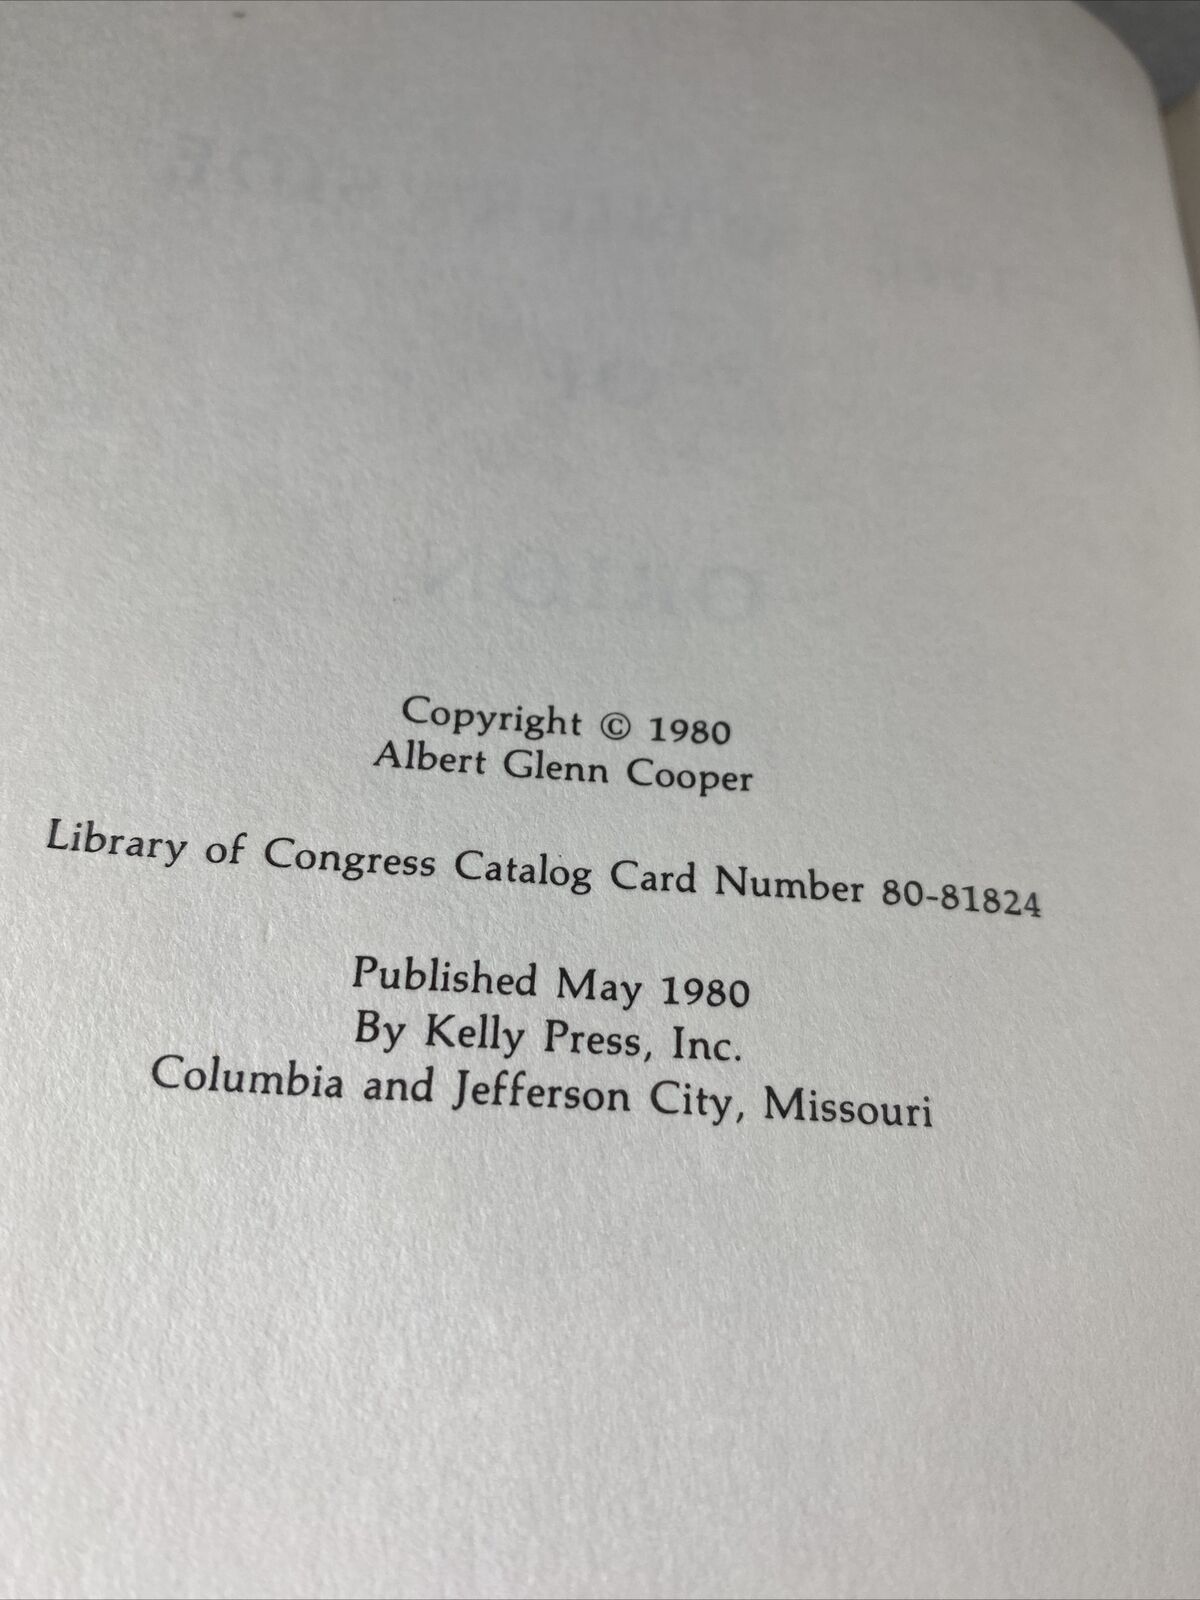 Copyright © 1980
Albert Glenn Cooper
Library of Congress Catalog Card Number 80-81824
Published May 1980
By Kelly Press, Inc.
Columbia and Jefferson City, Missouri